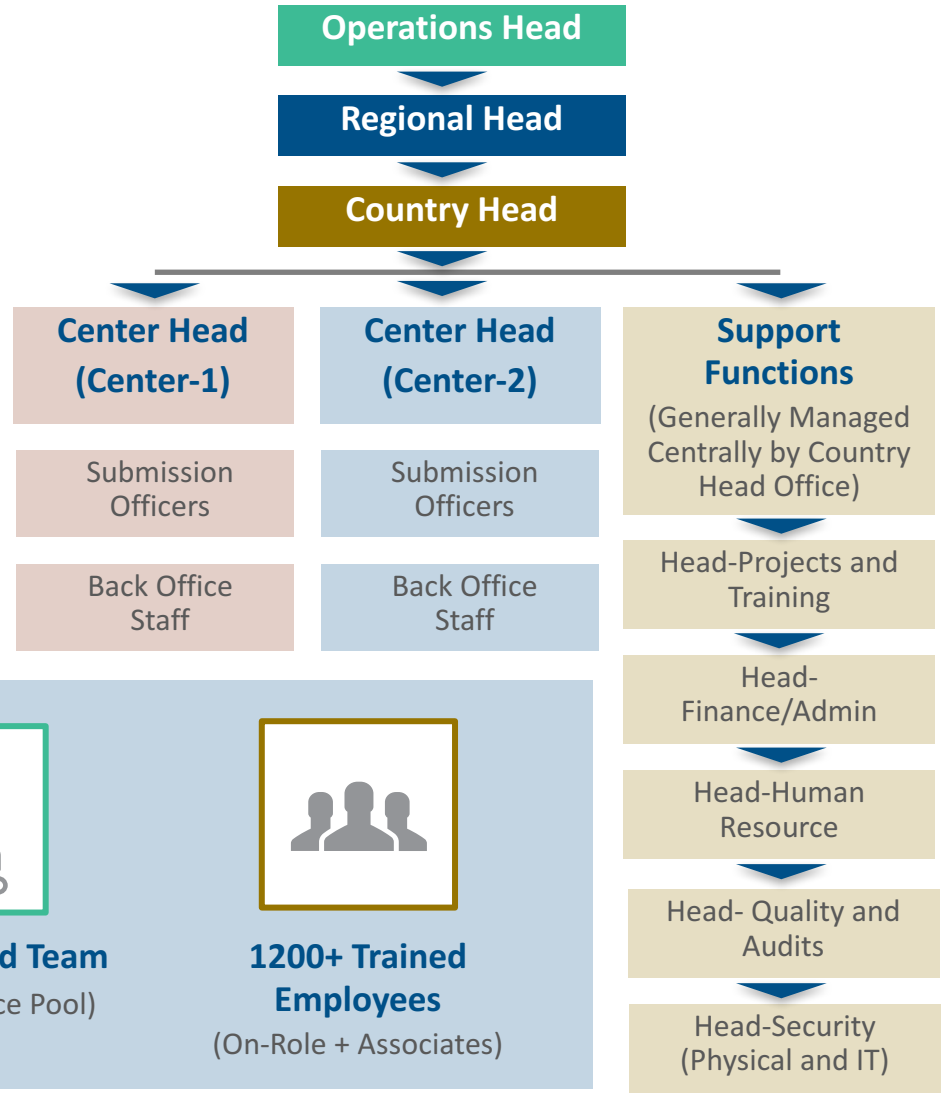 Operations Head
Regional Head
Country Head
Center Head
(Center-1)
Submission
Officers
Back Office
Staff
Center Head
(Center-2)
Submission
Officers
Back Office
Staff
Support
Functions
(Generally Managed
Centrally by Country
Head Office)
Head-Projects and
Training
Head-
Finance/Admin
Head-Human
Resource
Head- Quality and
Audits
Head-Security
(Physical and IT)
Team
Pool)
1200+ Trained
Employees
(On-Role + Associates)